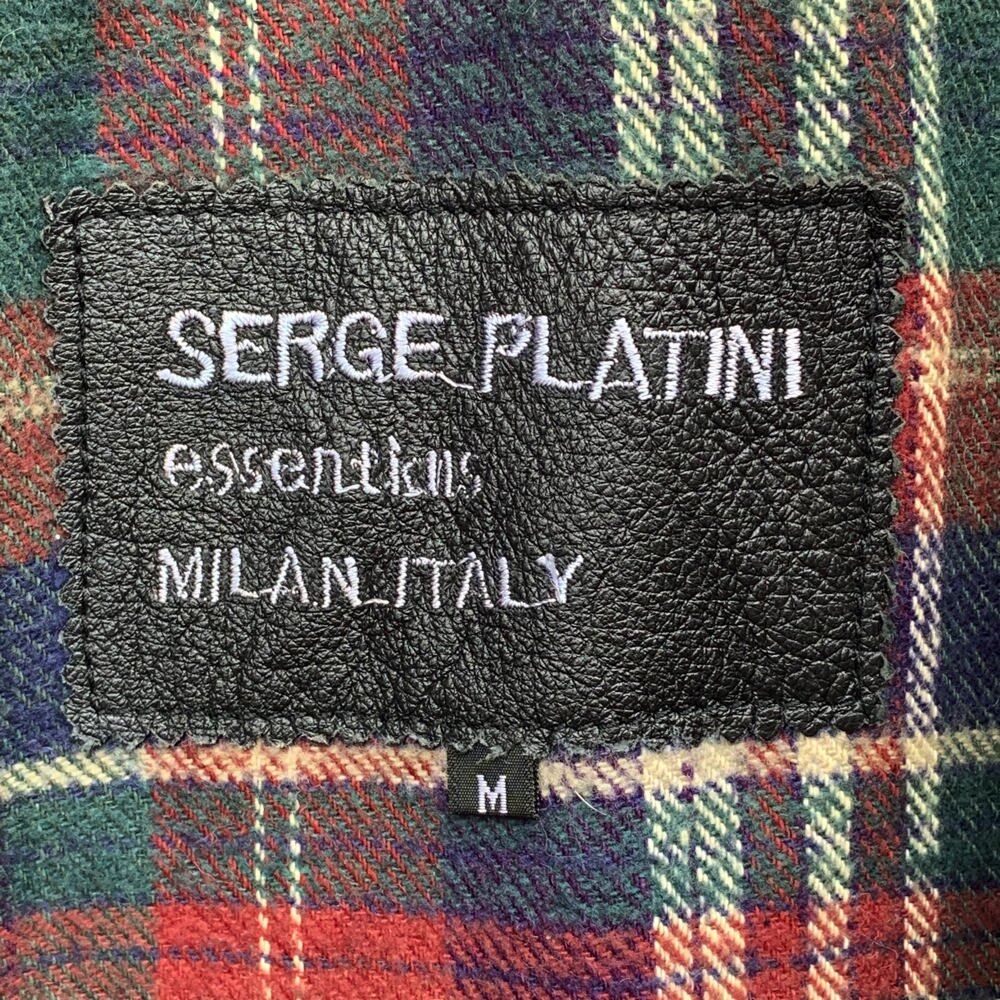 SERGE PLATINI
essentials
MILAN ITALY
M